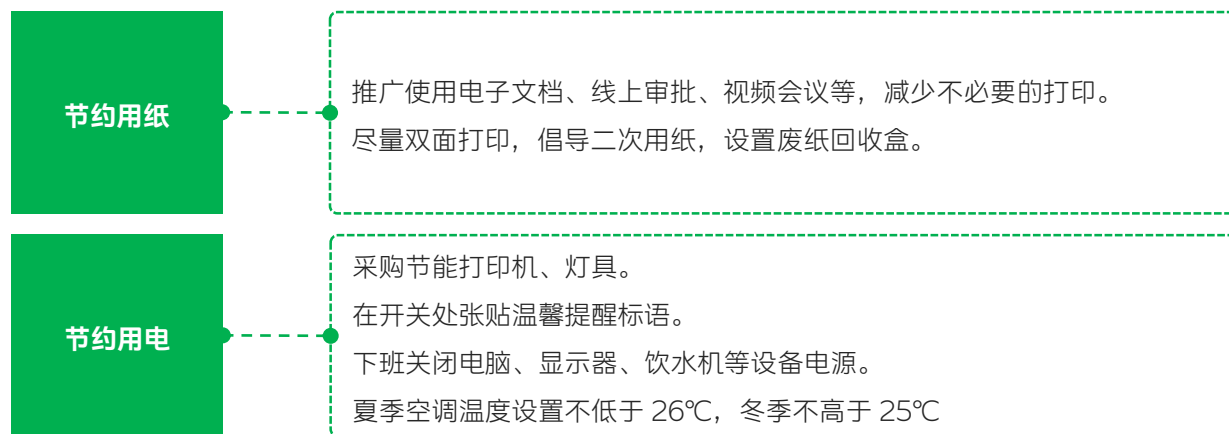 节约用纸
推广使用电子文档、线上审批、视频会议等，减少不必要的打印。
尽量双面打印，倡导二次用纸，设置废纸回收盒。
节约用电
采购节能打印机、灯具。
在开关处张贴温馨提醒标语。
下班关闭电脑、显示器、饮水机等设备电源。
夏季空调温度设置不低于 26℃，冬季不高于 25℃